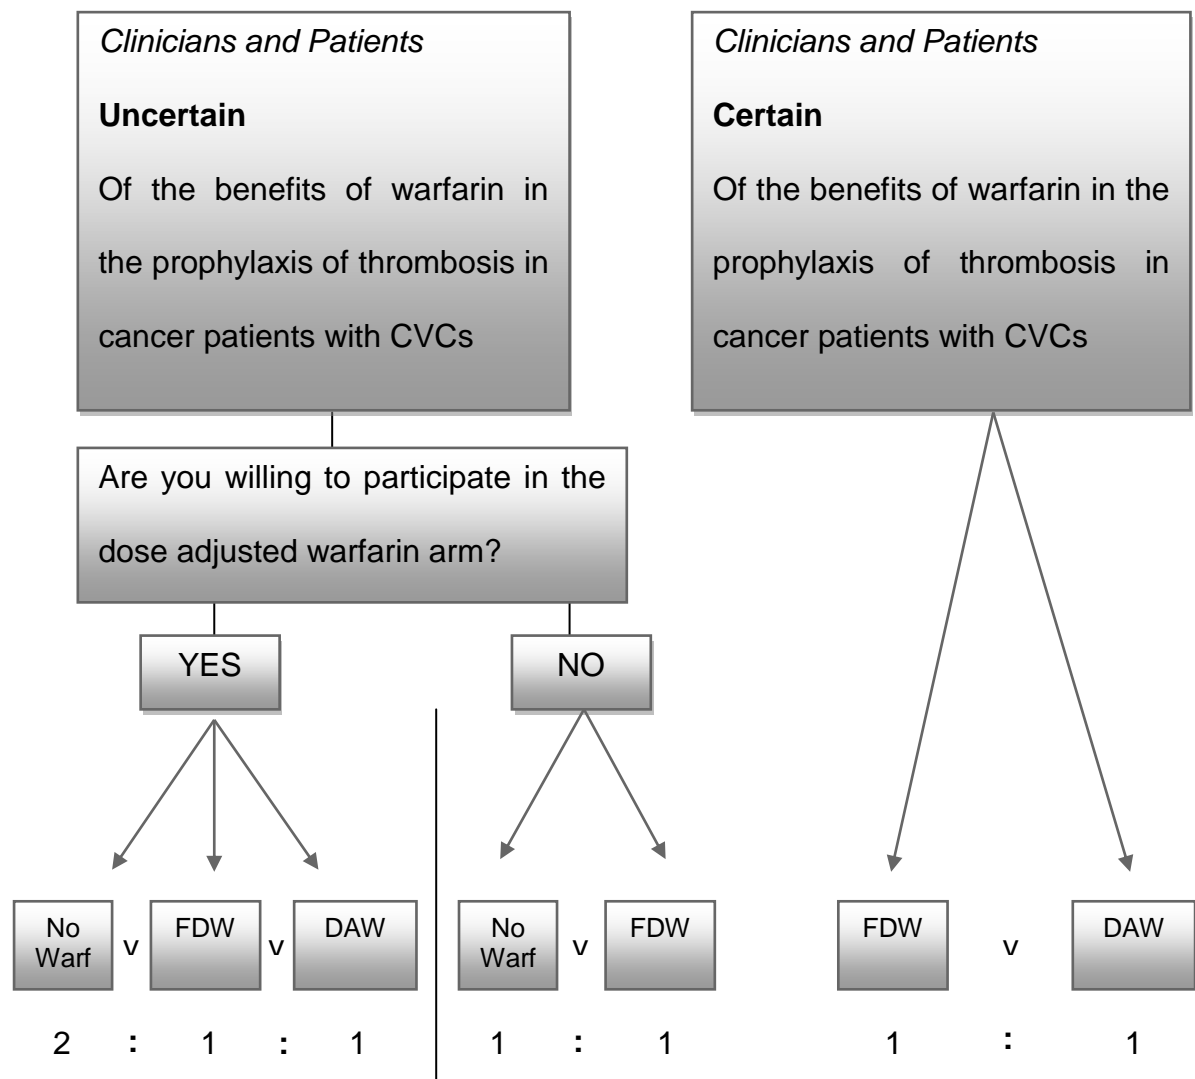 Clinicians and Patients
Uncertain
Of the benefits of warfarin in
the prophylaxis of thrombosis in
cancer patients with CVCs
Clinicians and Patients
Certain
Of the benefits of warfarin in the
prophylaxis of thrombosis in
cancer patients with CVCs
Are you willing to participate in the
dose adjusted warfarin arm?
YES
NO
No
Warf
v
FDW
v
DAW
No
Warf
v
FDW
FDW
v
DAW
2 : 1 : 1
1 : 1
1 : 1